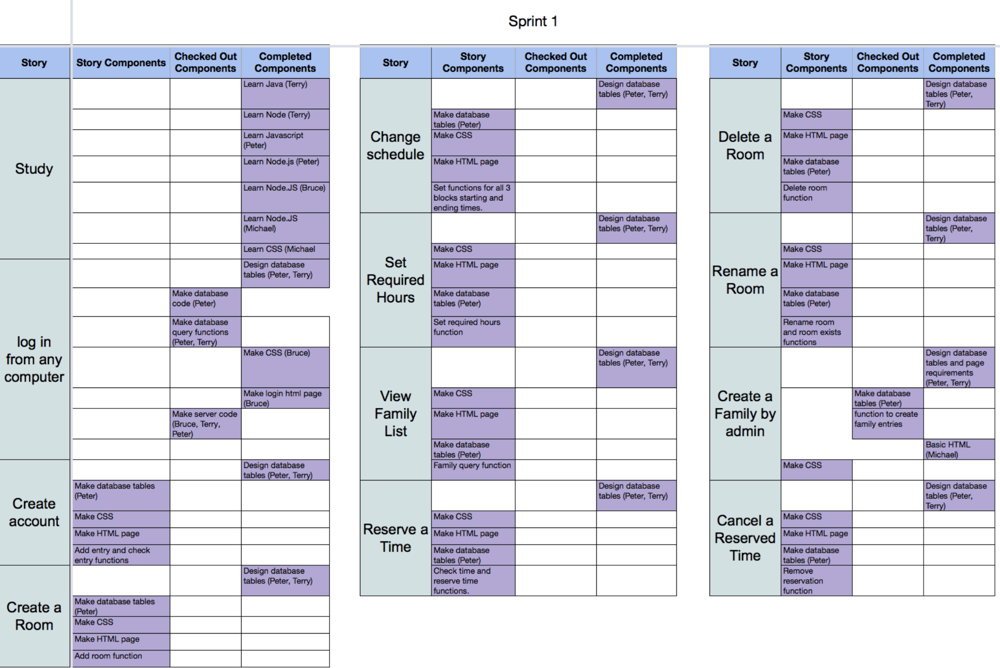 Sprint 1
Story
Story Components
Checked Out
Components
Completed
Components
Study
Learn Java (Terry)
Learn Node (Terry)
Learn Javascript
(Peter)
Learn Node.js (Peter)
Learn Node.JS (Bruce)
Learn Node.JS
(Michael)
Learn CSS (Michael
log in
from any
computer
Design database
tables (Peter, Terry)
Make database
code (Peter)
Make database
query functions
(Peter, Terry)
Make CSS (Bruce)
Make login html page
(Bruce)
Make server code
(Bruce, Terry,
Peter)
Create
account
Design database
tables (Peter, Terry)
Make database tables
(Peter)
Make CSS
Make HTML page
Add entry and check
entry functions
Create a
Room
Design database
tables (Peter, Terry)
Make database tables
(Peter)
Make CSS
Make HTML page
Add room function
Story
Story
Components
Checked Out
Components
Completed
Components
Change
schedule
Design database
tables (Peter, Terry)
Make database
tables (Peter)
Make CSS
Make HTML page
Set functions for all 3
blocks starting and
ending times.
Set
Required
Hours
Design database
tables (Peter, Terry)
Make CSS
Make HTML page
Make database
tables (Peter)
Set required hours
function
View
Family
List
Design database
tables (Peter, Terry)
Make CSS
Make HTML page
Make database
tables (Peter)
Family query function
Reserve a
Time
Design database
tables (Peter, Terry)
Make CSS
Make HTML page
Make database
tables (Peter)
Check time and
reserve time
functions.
Story
Story
Components
Checked Out
Components
Completed
Components
Delete a
Room
Design database
tables (Peter,
Terry)
Make CSS
Make HTML page
Make database
tables (Peter)
Delete room
function
Rename a
Room
Design database
tables (Peter,
Terry)
Make CSS
Make HTML page
Make database
tables (Peter)
Rename room
and room exists
functions
Create a
Family by
admin
Design database
tables and page
requirements
(Peter, Terry)
Make database
tables (Peter)
function to create
family entries
Basic HTML
(Michael)
Make CSS
Cancel a
Reserved
Time
Design database
tables (Peter,
Terry)
Make CSS
Make HTML page
Make database
tables (Peter)
Remove
reservation
function